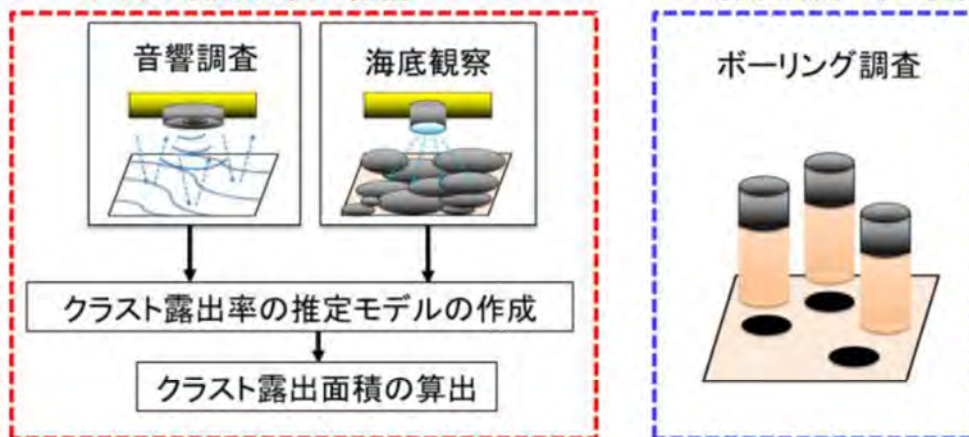 音響調査
海底観察
クラスト露出率の推定モデルの作成
クラスト露出面積の算出
ボーリング調査